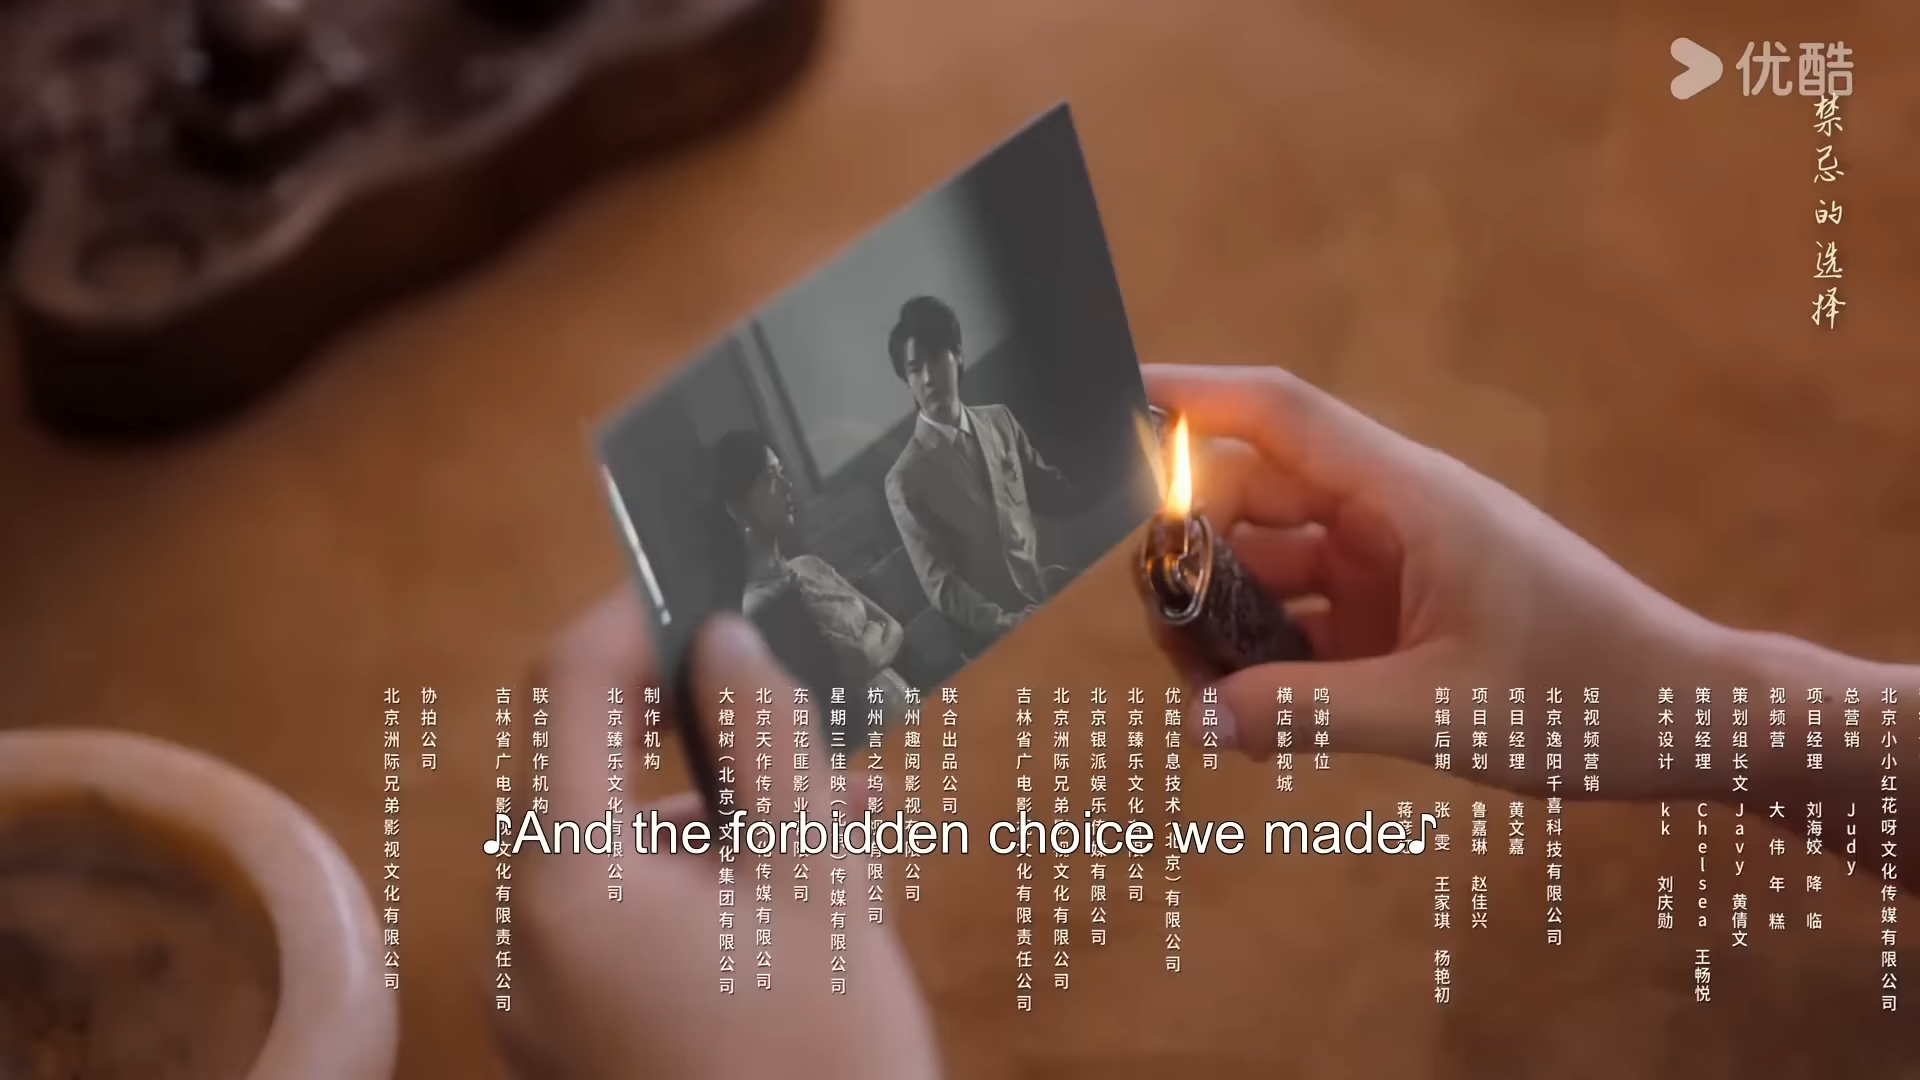 优酷
禁忌的选择
北京小小红花呀文化传媒有限公司
总营销 Judy
项目经理 刘海姣 降临
视频营 大伟 年糕
策划组长文 Javy 黄倩文
策划经理 Chelsea 王畅悦
美术设计 kk 刘庆勋
短视频营销
北京逸阳千喜科技有限公司
项目经理 黄文嘉
项目策划 鲁嘉琳 赵佳兴
剪辑后期 张雯 王家琪 杨艳初
蒋彦
鸣谢单位
横店影视城
出品公司
优酷信息技术（北京）有限公司
北京臻乐文化有限公司
北京银派娱乐传媒有限公司
北京洲际兄弟影视文化有限公司
吉林省广电影视文化有限责任公司
联合出品公司
杭州趣阅影视有限公司
杭州言之坞影视有限公司
星期三佳映（北京）传媒有限公司
东阳花匪影业有限公司
北京天作传奇文化传媒有限公司
大橙树（北京）文化集团有限公司
制作机构
北京臻乐文化有限公司
联合制作机构
吉林省广电影视文化有限责任公司
协拍公司
北京洲际兄弟影视文化有限公司
♪And the forbidden choice we made♪